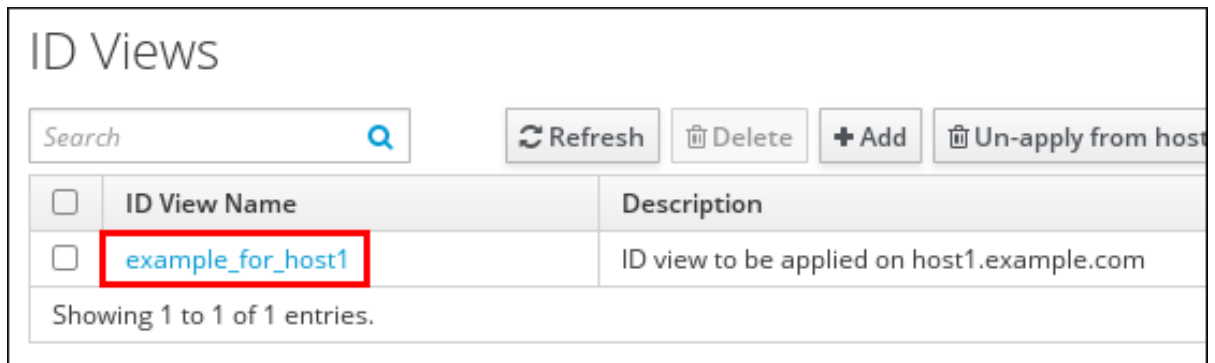 ID Views
Search Refresh Delete Add Un-apply from host
ID View Name Description
example_for_host1 ID view to be applied on host1.example.com
Showing 1 to 1 of 1 entries.